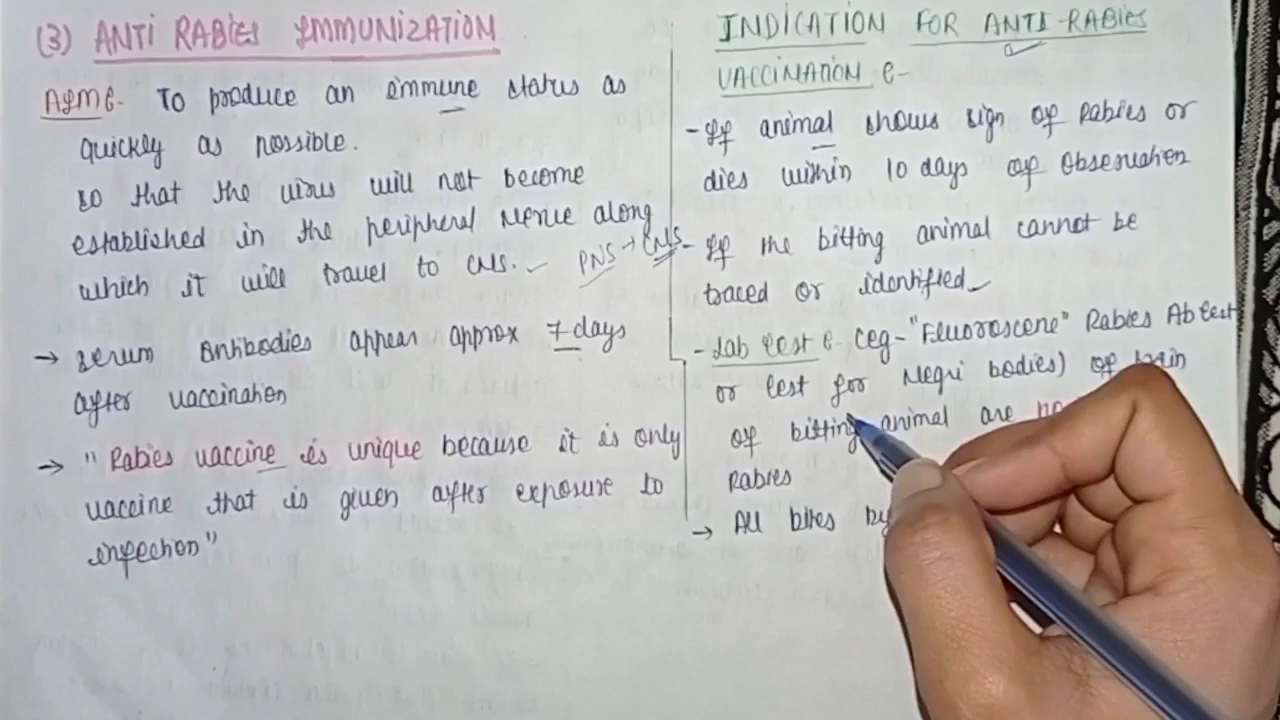 (3) ANTI RABIES IMMUNIZATION
AIM:- To produce an immune status as
quickly as possible.
so that the virus will not become
established in the peripheral nerve along
which it will travel to CNS. PNS → CNS
→ Serum Antibodies appear approx 7 days
after vaccination
→ "Rabies vaccine is unique because it is only
vaccine that is given after exposure to
infection"
INDICATION FOR ANTI-RABIES
VACCINATION :-
- If animal shows sign of Rabies or
dies within 10 days of observation
- If the bitting animal cannot be
traced or identified
- Lab test : (eg- "Fluoroscene" Rabies Ab test
or test for Negri bodies) of brain
of bitting animal are
Rabies
→ All bites by